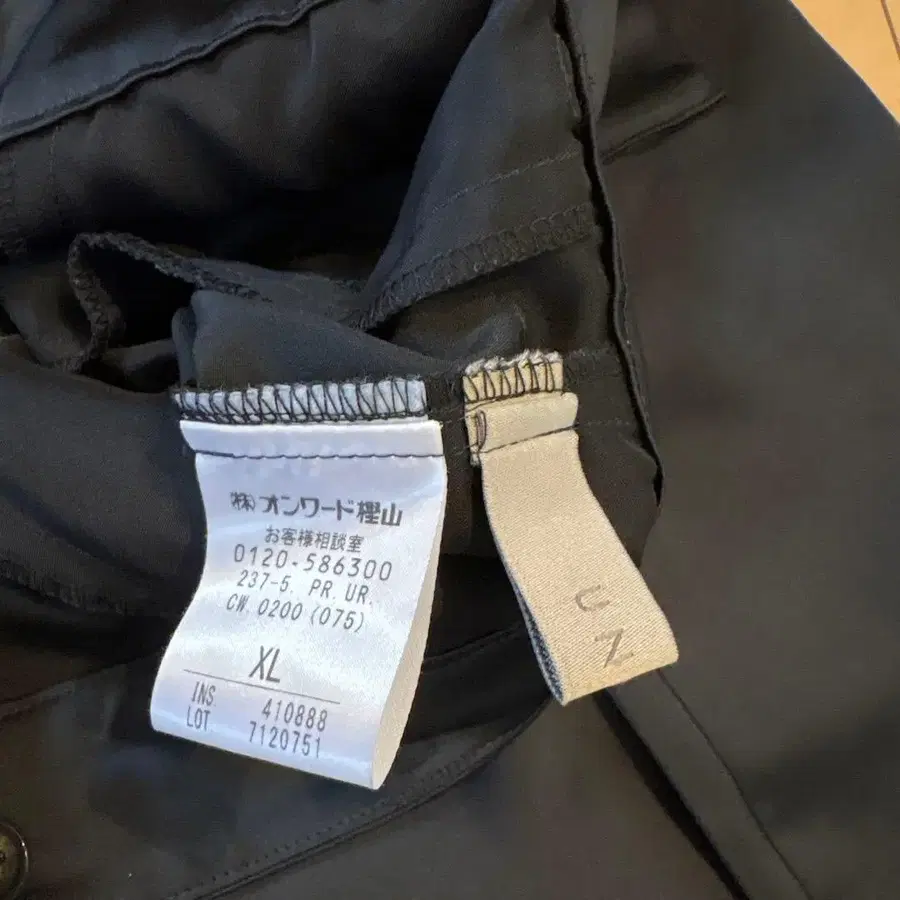 ㈱オンワード樫山
お客様相談室
0120-586300
237-5. PR. UR.
CW. 0200 (075)
XL
INS 410888
LOT 7120751
U
N